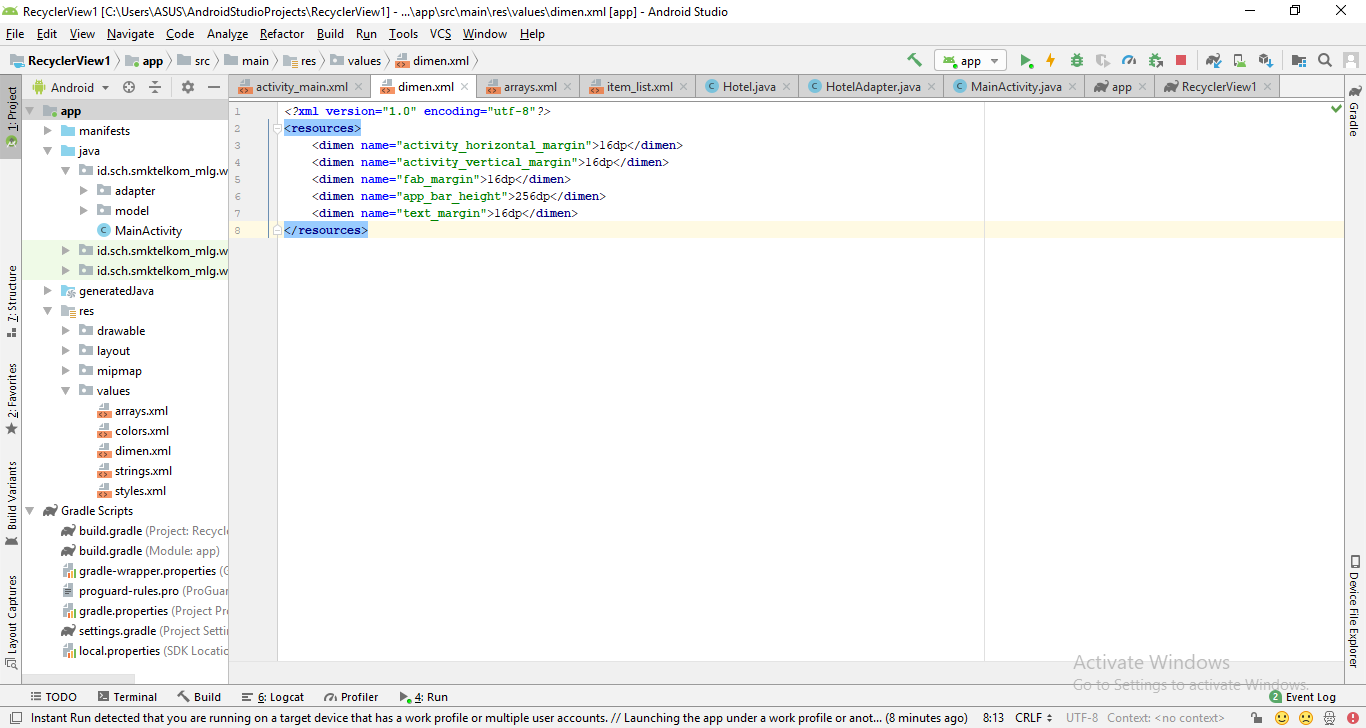 RecyclerView1 [C:\Users\ASUS\AndroidStudioProjects\RecyclerView1] - ...\app\src\main\res\values\dimen.xml [app] - Android Studio
File Edit View Navigate Code Analyze Refactor Build Run Tools VCS Window Help
RecyclerView1 app src main res values dimen.xml app
1: Project
7: Structure
2: Favorites
Build Variants
Layout Captures
Android
app
manifests
java
id.sch.smktelkom_mlg.w
adapter
model
MainActivity
id.sch.smktelkom_mlg.w
id.sch.smktelkom_mlg.w
generatedJava
res
drawable
layout
mipmap
values
arrays.xml
colors.xml
dimen.xml
strings.xml
styles.xml
Gradle Scripts
build.gradle (Project: Recycl
build.gradle (Module: app)
gradle-wrapper.properties (G
proguard-rules.pro (ProGuar
gradle.properties (Project Pr
settings.gradle (Project Setti
local.properties (SDK Locatio
activity_main.xml dimen.xml arrays.xml item_list.xml Hotel.java HotelAdapter.java MainActivity.java app RecyclerView1
1 <?xml version="1.0" encoding="utf-8"?>
2 <resources>
3 <dimen name="activity_horizontal_margin">16dp</dimen>
4 <dimen name="activity_vertical_margin">16dp</dimen>
5 <dimen name="fab_margin">16dp</dimen>
6 <dimen name="app_bar_height">256dp</dimen>
7 <dimen name="text_margin">16dp</dimen>
8 </resources>
Gradle
Device File Explorer
Activate Windows
Go to Settings to activate Windows.
TODO Terminal Build 6: Logcat Profiler 4: Run 2 Event Log
Instant Run detected that you are running on a target device that has a work profile or multiple user accounts. // Launching the app under a work profile or anot... (8 minutes ago) 8:13 CRLF UTF-8 Context: <no context>